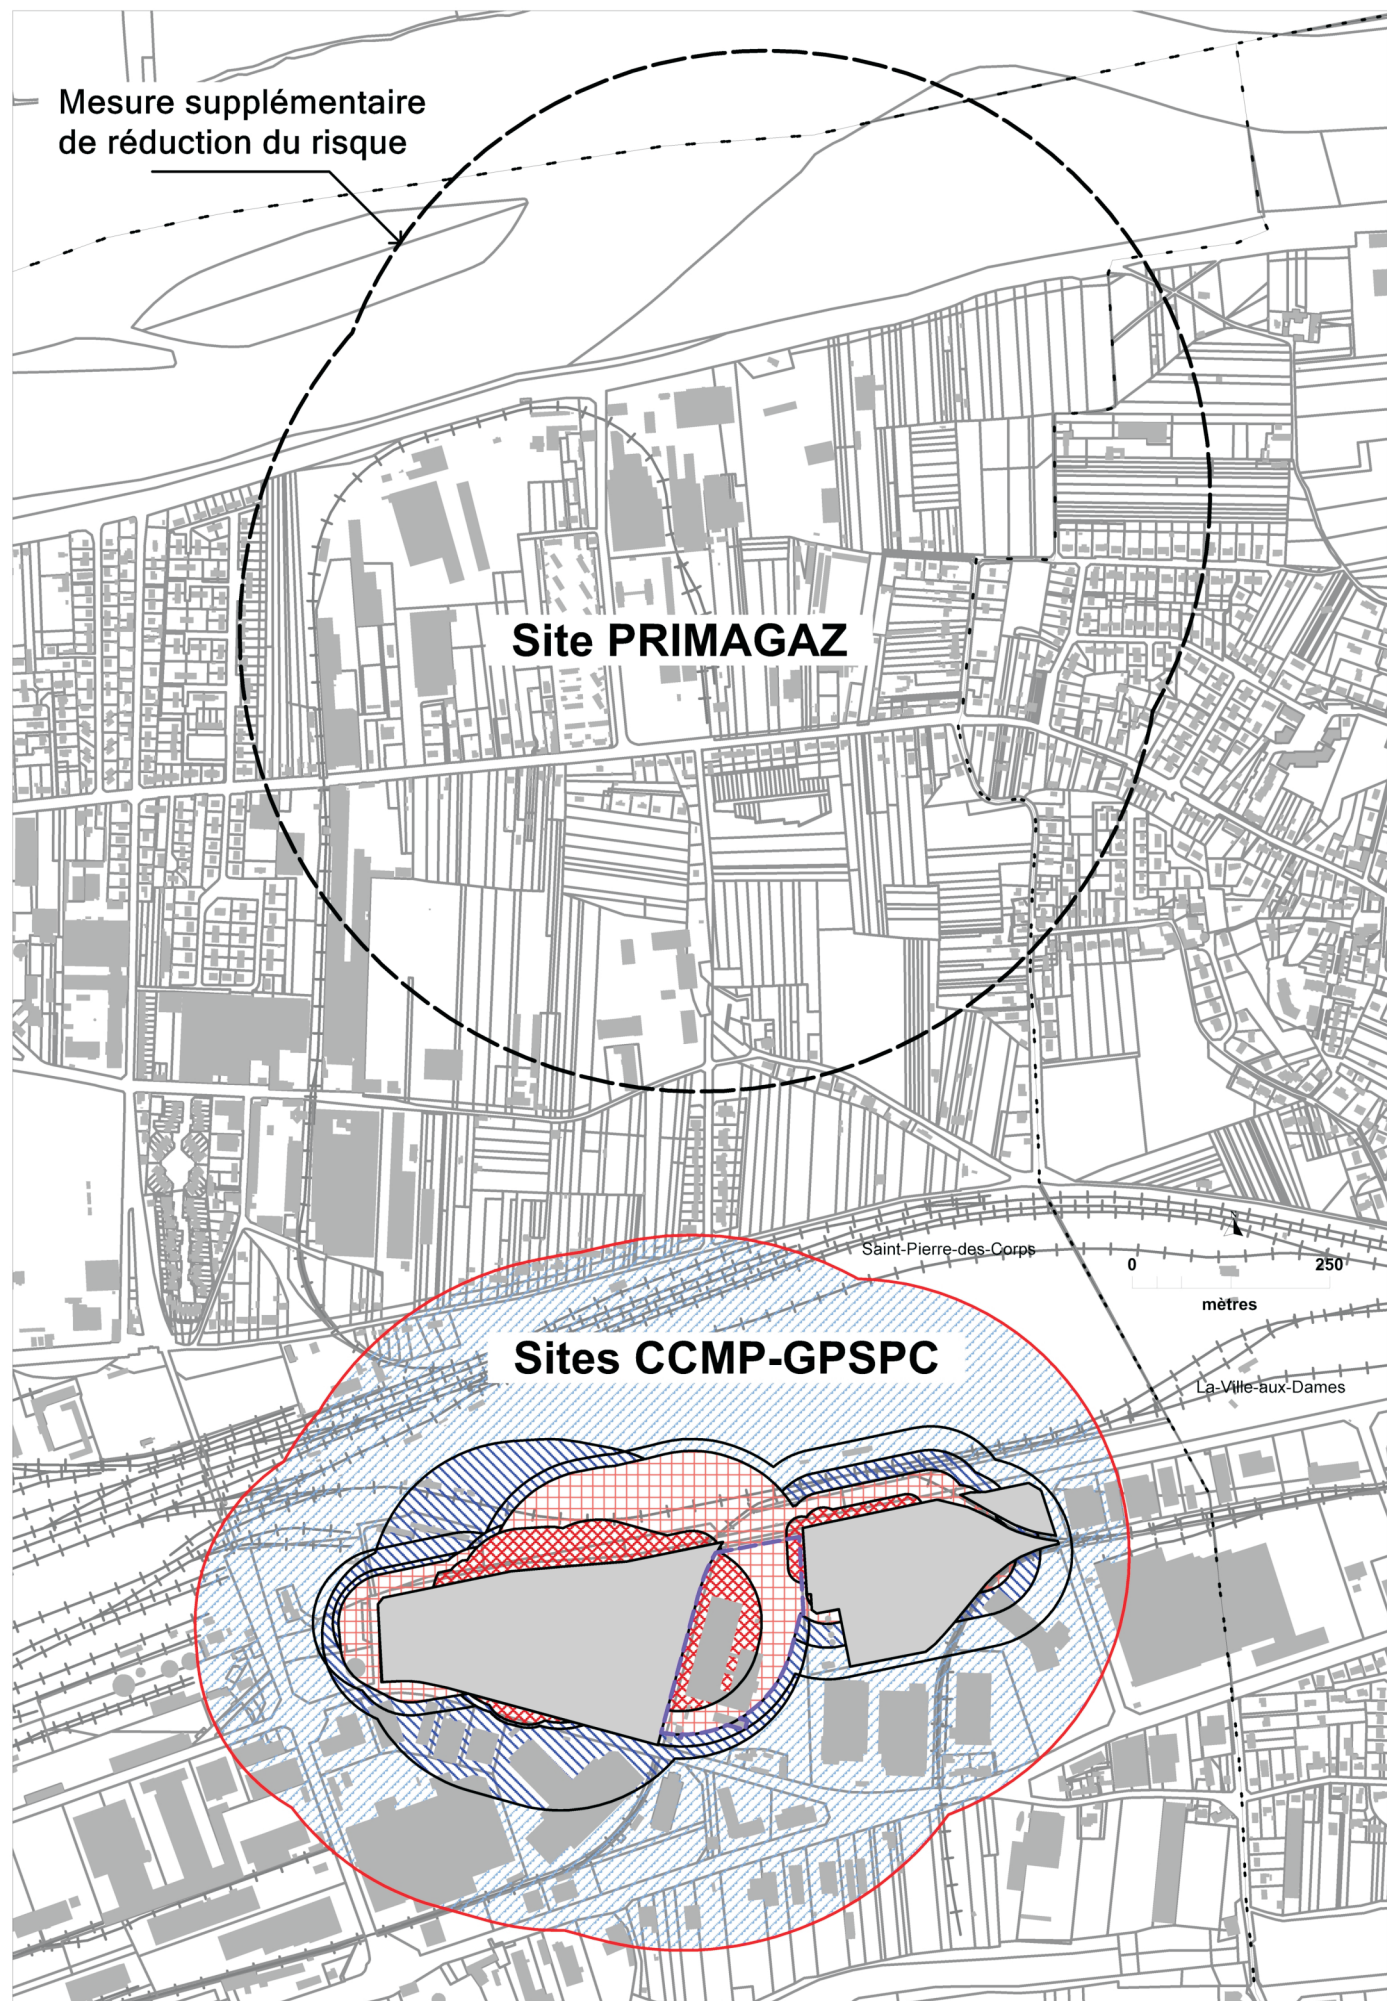 Mesure supplémentaire
de réduction du risque
Site PRIMAGAZ
Saint-Pierre-des-Corps
0 250
mètres
Sites CCMP-GPSPC
La-Ville-aux-Dames